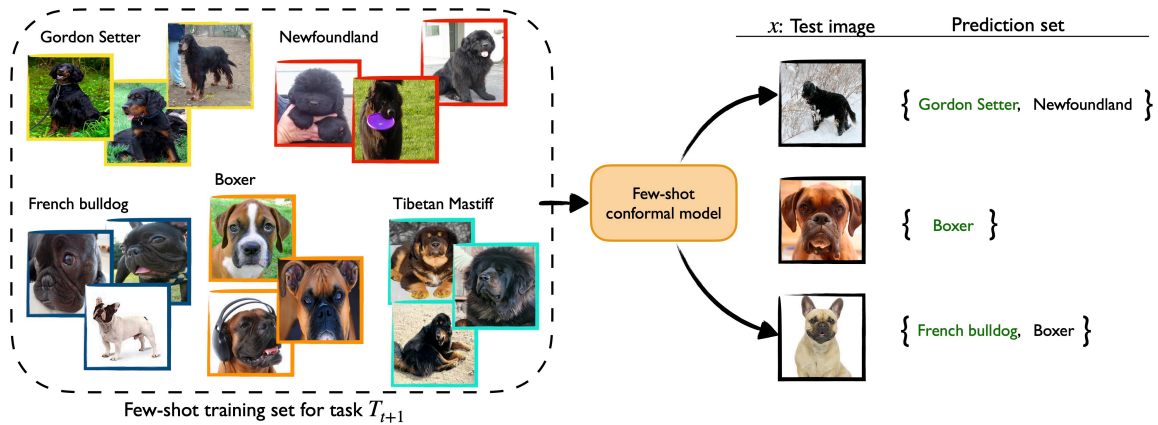 Gordon Setter
Newfoundland
French bulldog
Boxer
Tibetan Mastiff
Few-shot training set for task $T_{t+1}$
Few-shot
conformal model
x: Test image
Prediction set
{ Gordon Setter, Newfoundland }
{ Boxer }
{ French bulldog, Boxer }